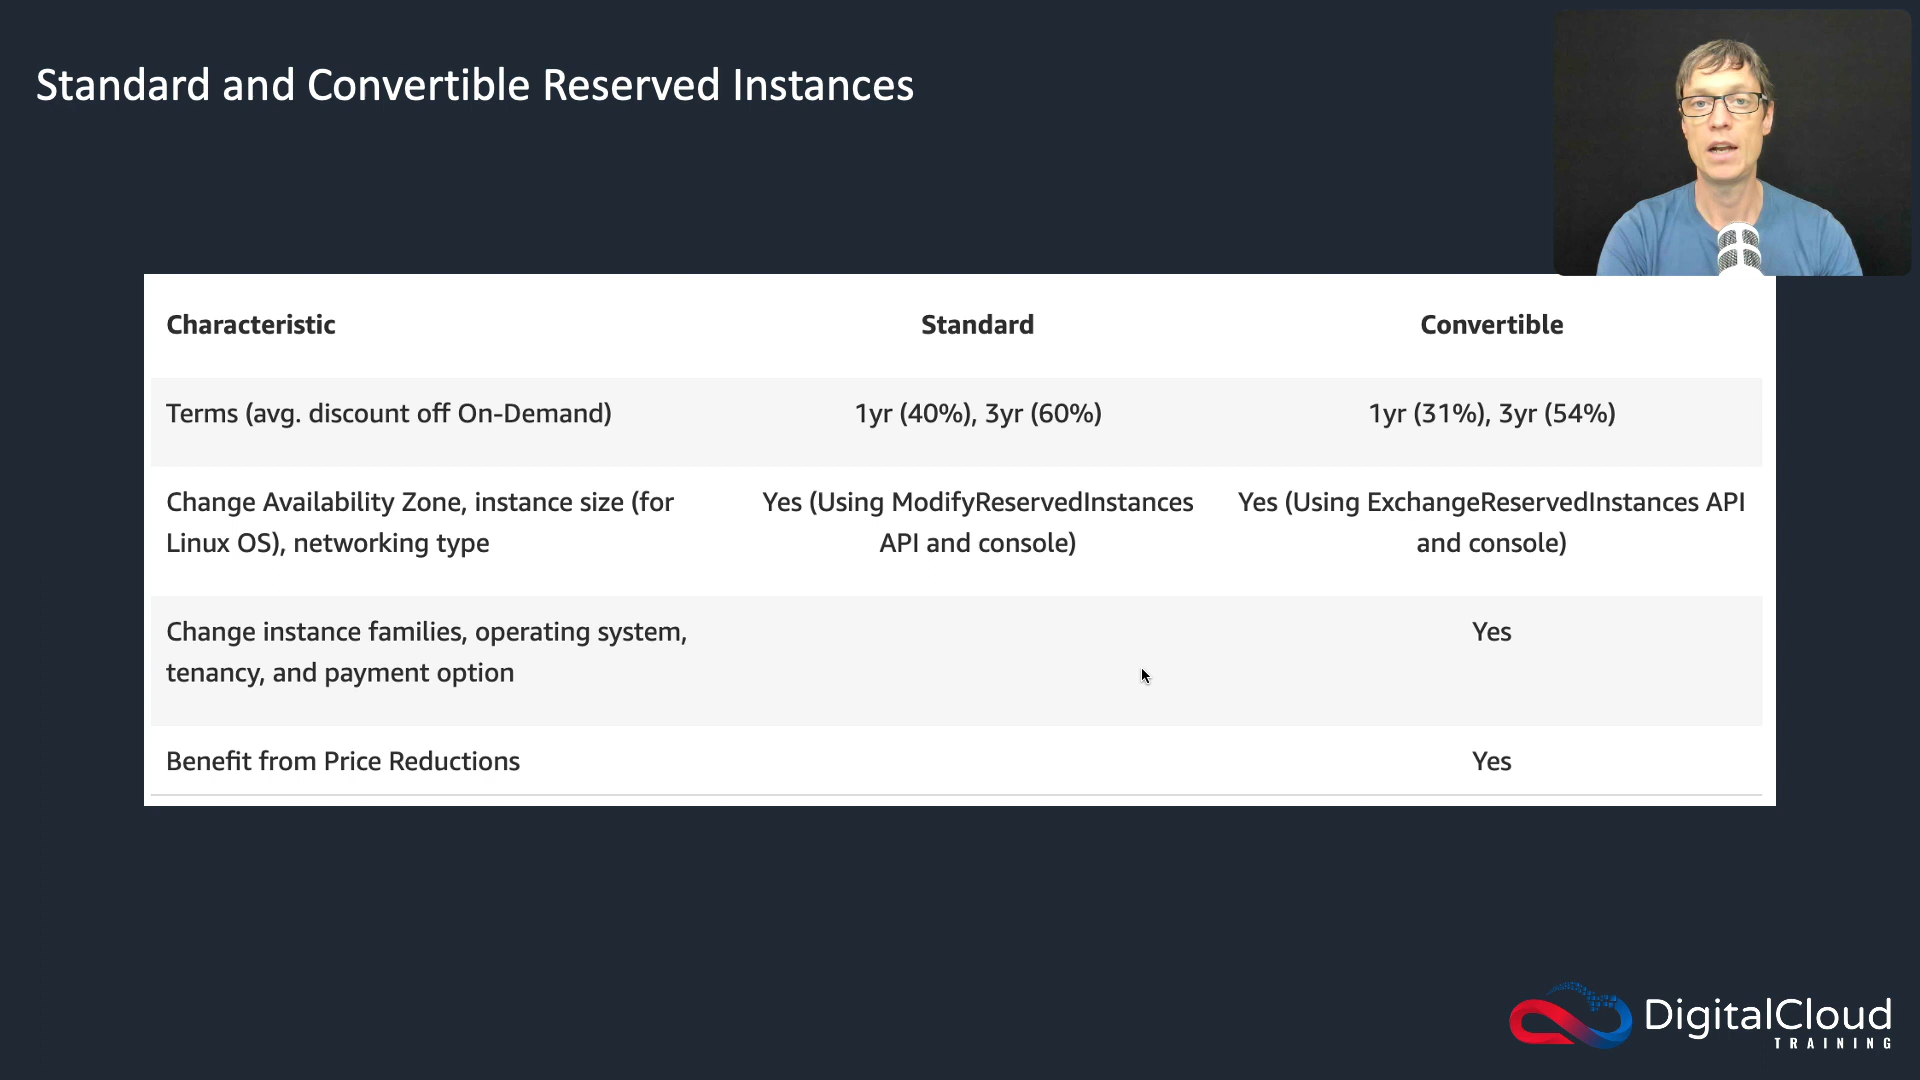 Standard and Convertible Reserved Instances
Characteristic Standard Convertible
Terms (avg. discount off On-Demand) 1yr (40%), 3yr (60%) 1yr (31%), 3yr (54%)
Change Availability Zone, instance size (for Yes (Using ModifyReservedInstances Yes (Using ExchangeReservedInstances API
Linux OS), networking type API and console) and console)
Change instance families, operating system, Yes
tenancy, and payment option
Benefit from Price Reductions Yes
DigitalCloud
TRAINING